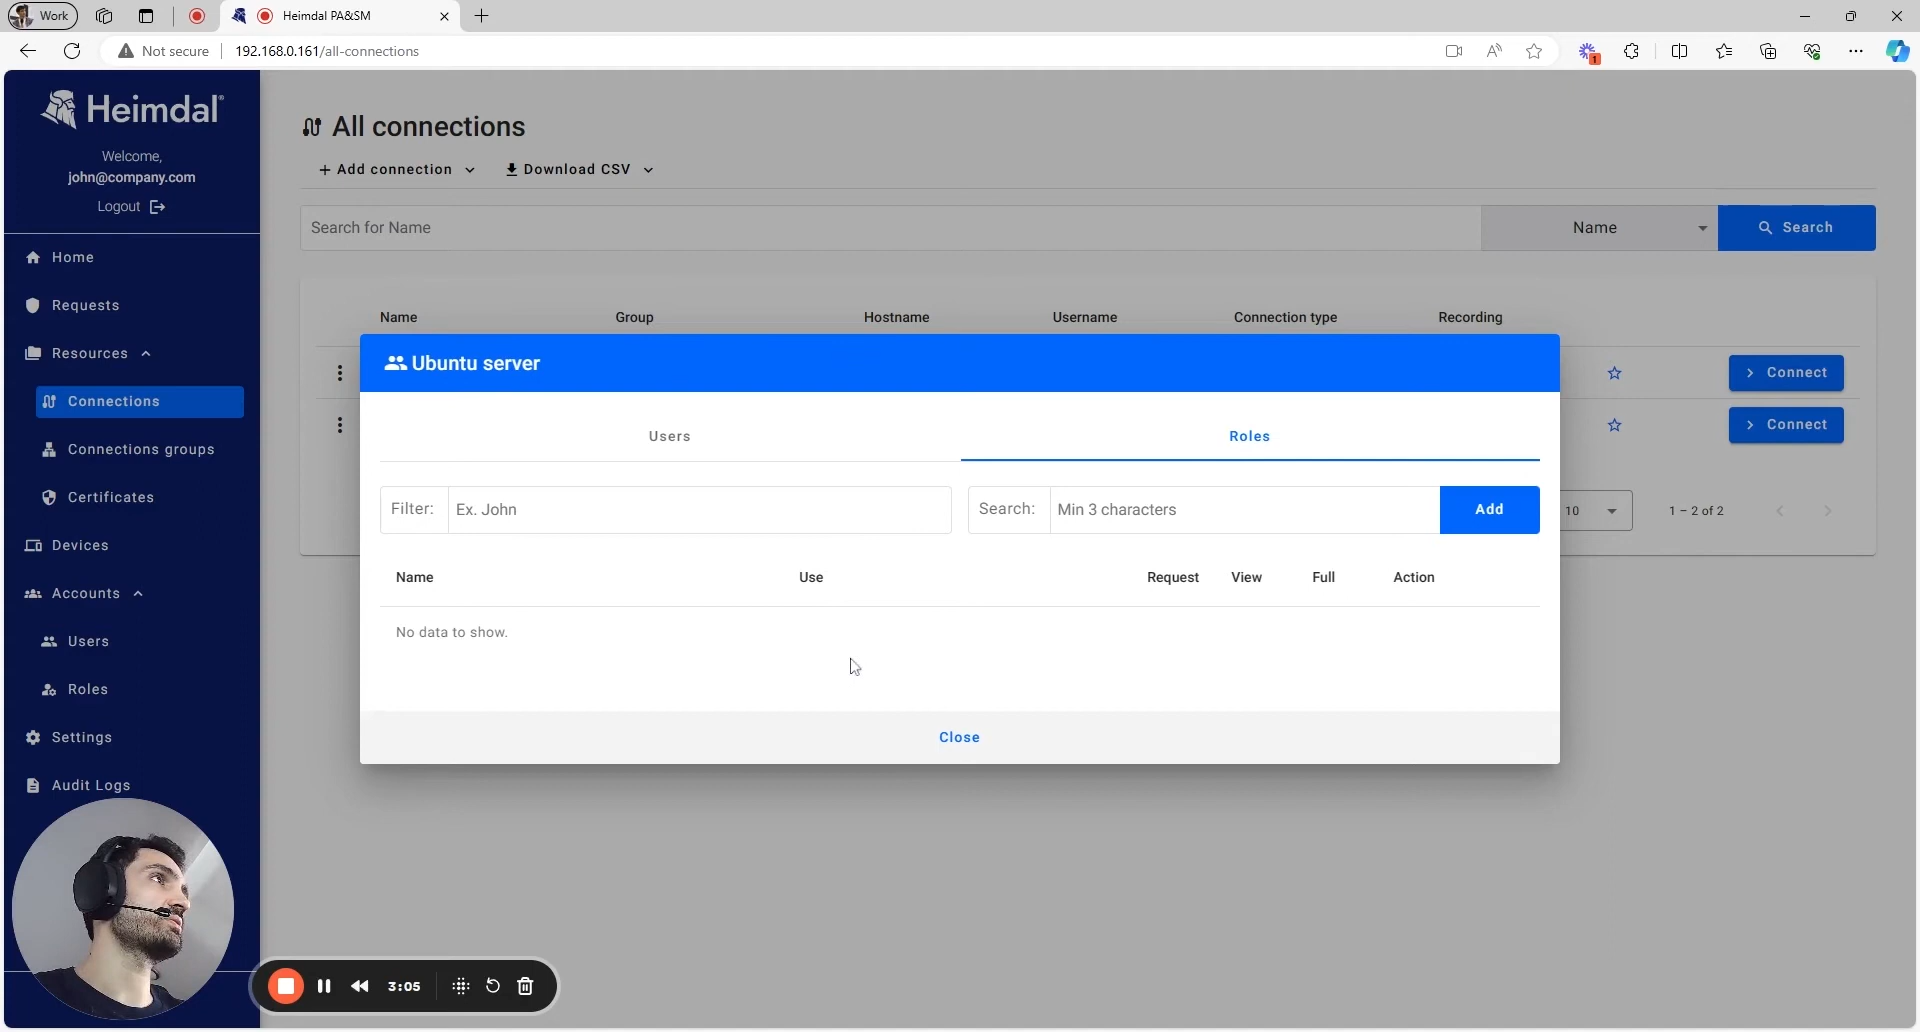 Work
Heimdal PA&SM
Not secure
192.168.0.161/all-connections
1
Heimdal®
Welcome,
john@company.com
Logout
Home
Requests
Resources
Connections
Connections groups
Certificates
Devices
Accounts
Users
Roles
Settings
Audit Logs
All connections
+ Add connection
Download CSV
Search for Name
Name
Search
Name Group Hostname Username Connection type Recording
Connect
Connect
10
1 – 2 of 2
Ubuntu server
Users
Roles
Filter: Ex. John
Search: Min 3 characters
Add
Name Use Request View Full Action
No data to show.
Close
3:05